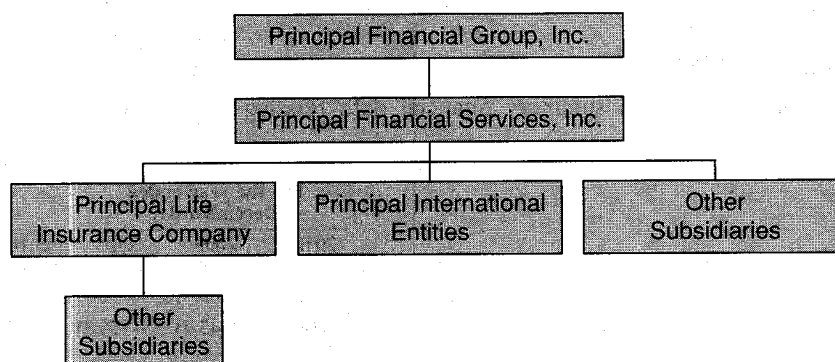 Principal Financial Group, Inc.
Principal Financial Services, Inc.
Principal Life
Insurance Company
Principal International
Entities
Other
Subsidiaries
Other
Subsidiaries